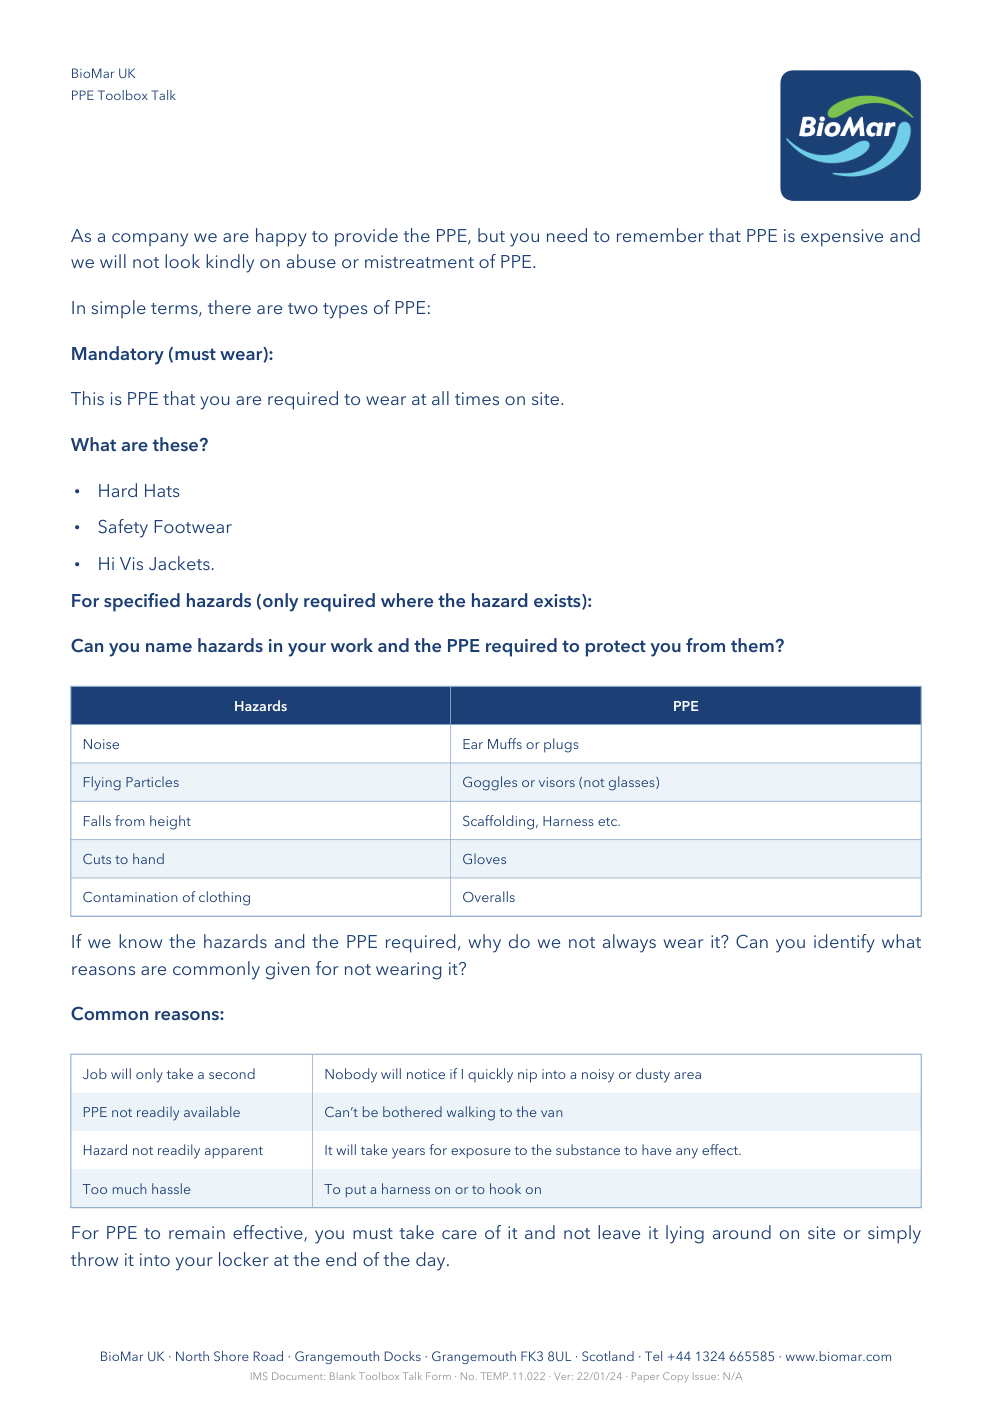 BioMar UK
PPE Toolbox Talk
BioMar
As a company we are happy to provide the PPE, but you need to remember that PPE is expensive and
we will not look kindly on abuse or mistreatment of PPE.
In simple terms, there are two types of PPE:
Mandatory (must wear):
This is PPE that you are required to wear at all times on site.
What are these?
• Hard Hats
• Safety Footwear
• Hi Vis Jackets.
For specified hazards (only required where the hazard exists):
Can you name hazards in your work and the PPE required to protect you from them?
Hazards PPE
Noise Ear Muffs or plugs
Flying Particles Goggles or visors (not glasses)
Falls from height Scaffolding, Harness etc.
Cuts to hand Gloves
Contamination of clothing Overalls
If we know the hazards and the PPE required, why do we not always wear it? Can you identify what
reasons are commonly given for not wearing it?
Common reasons:
Job will only take a second Nobody will notice if I quickly nip into a noisy or dusty area
PPE not readily available Can't be bothered walking to the van
Hazard not readily apparent It will take years for exposure to the substance to have any effect.
Too much hassle To put a harness on or to hook on
For PPE to remain effective, you must take care of it and not leave it lying around on site or simply
throw it into your locker at the end of the day.
BioMar UK · North Shore Road · Grangemouth Docks · Grangemouth FK3 8UL · Scotland · Tel +44 1324 665585 · www.biomar.com
IMS Document: Blank Toolbox Talk Form · No. TEMP.11.022 · Ver: 22/01/24 · Paper Copy Issue: N/A